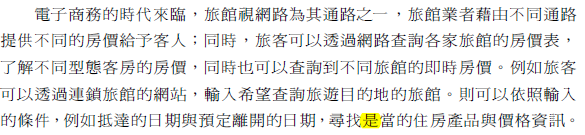 電子商務的時代來臨，旅館視網路為其通路之一，旅館業者藉由不同通路
提供不同的房價給予客人；同時，旅客可以透過網路查詢各家旅館的房價表，
了解不同型態客房的房價，同時也可以查詢到不同旅館的即時房價。例如旅客
可以透過連鎖旅館的網站，輸入希望查詢旅遊目的地的旅館。則可以依照輸入
的條件，例如抵達的日期與預定離開的日期，尋找是當的住房產品與價格資訊。